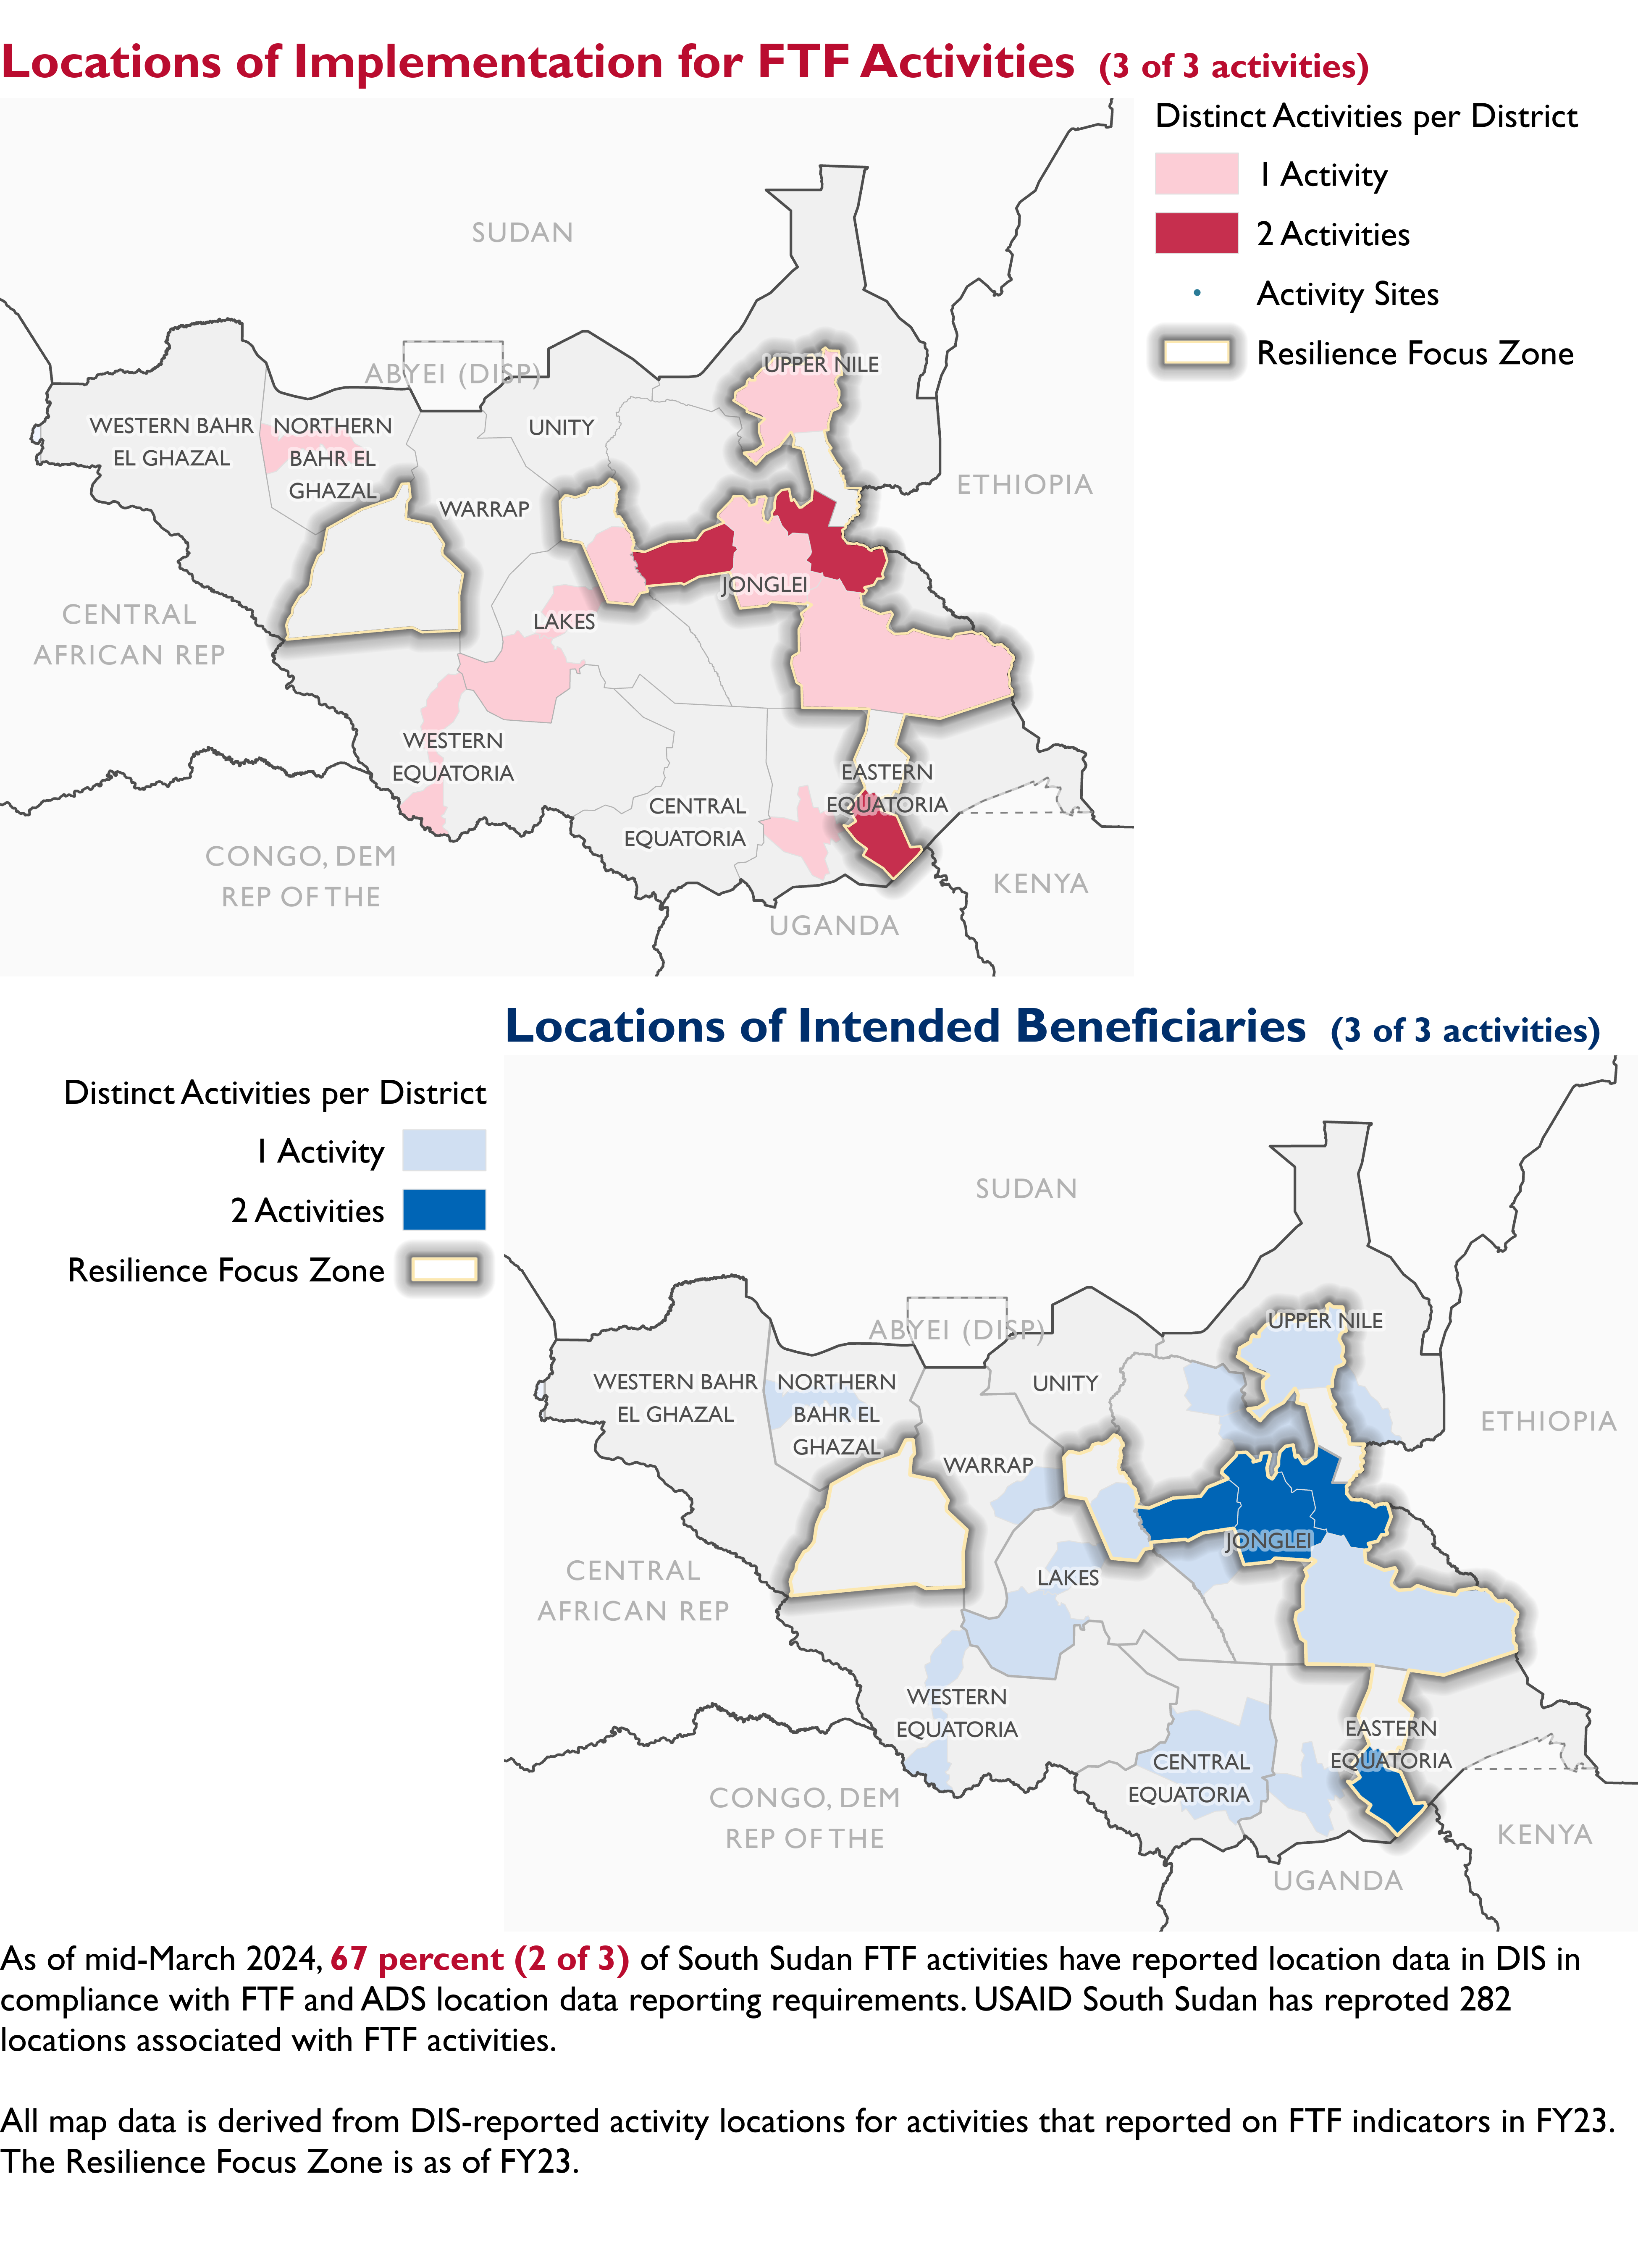 Locations of Implementation for FTF Activities (3 of 3 activities)
Distinct Activities per District
1 Activity
2 Activities
Activity Sites
Resilience Focus Zone
SUDAN
ABYEI (DISP)
UPPER NILE
WESTERN BAHR
EL GHAZAL
NORTHERN
BAHR EL
GHAZAL
UNITY
WARRAP
ETHIOPIA
JONGLEI
LAKES
CENTRAL
AFRICAN REP
WESTERN
EQUATORIA
CENTRAL
EQUATORIA
EASTERN
EQUATORIA
CONGO, DEM
REP OF THE
UGANDA
KENYA
Locations of Intended Beneficiaries (3 of 3 activities)
Distinct Activities per District
1 Activity
2 Activities
Resilience Focus Zone
SUDAN
ABYEI (DISP)
UPPER NILE
WESTERN BAHR
EL GHAZAL
NORTHERN
BAHR EL
GHAZAL
UNITY
WARRAP
ETHIOPIA
JONGLEI
LAKES
CENTRAL
AFRICAN REP
WESTERN
EQUATORIA
CENTRAL
EQUATORIA
EASTERN
EQUATORIA
CONGO, DEM
REP OF THE
UGANDA
KENYA
As of mid-March 2024, 67 percent (2 of 3) of South Sudan FTF activities have reported location data in DIS in
compliance with FTF and ADS location data reporting requirements. USAID South Sudan has reproted 282
locations associated with FTF activities.
All map data is derived from DIS-reported activity locations for activities that reported on FTF indicators in FY23.
The Resilience Focus Zone is as of FY23.